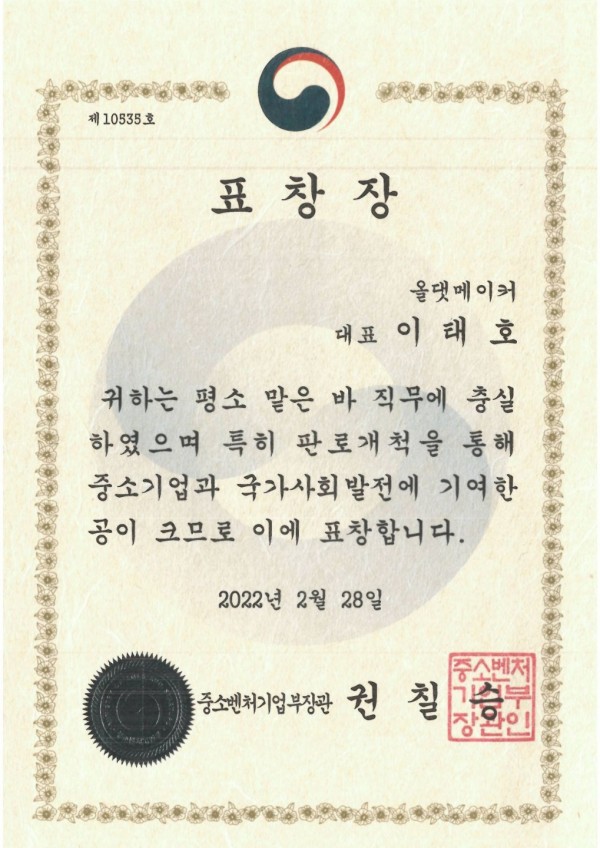 제10535호
표 창 장
올댓메이커
대표 이 태 호
귀하는 평소 맡은 바 직무에 충실
하였으며 특히 판로개척을 통해
중소기업과 국가사회발전에 기여한
공이 크므로 이에 표창합니다.
2022년 2월 28일
중소벤처기업부장관 권 칠 승
중소벤처
기업부
장관인